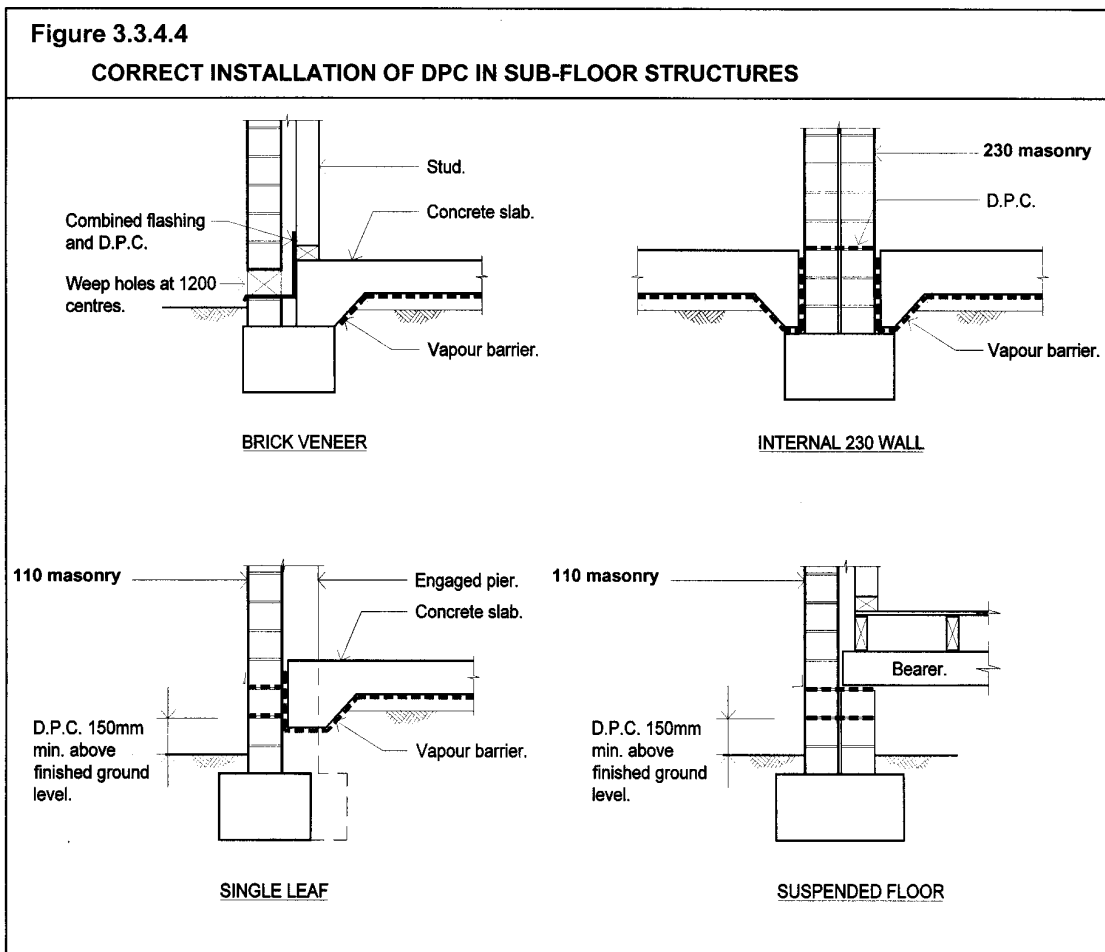 Figure 3.3.4.4
CORRECT INSTALLATION OF DPC IN SUB-FLOOR STRUCTURES
Stud.
Combined flashing
and D.P.C.
Concrete slab.
Weep holes at 1200
centres.
Vapour barrier.
BRICK VENEER
230 masonry
D.P.C.
Vapour barrier.
INTERNAL 230 WALL
110 masonry
Engaged pier.
Concrete slab.
D.P.C. 150mm
min. above
finished ground
level.
Vapour barrier.
SINGLE LEAF
110 masonry
Bearer.
D.P.C. 150mm
min. above
finished ground
level.
SUSPENDED FLOOR